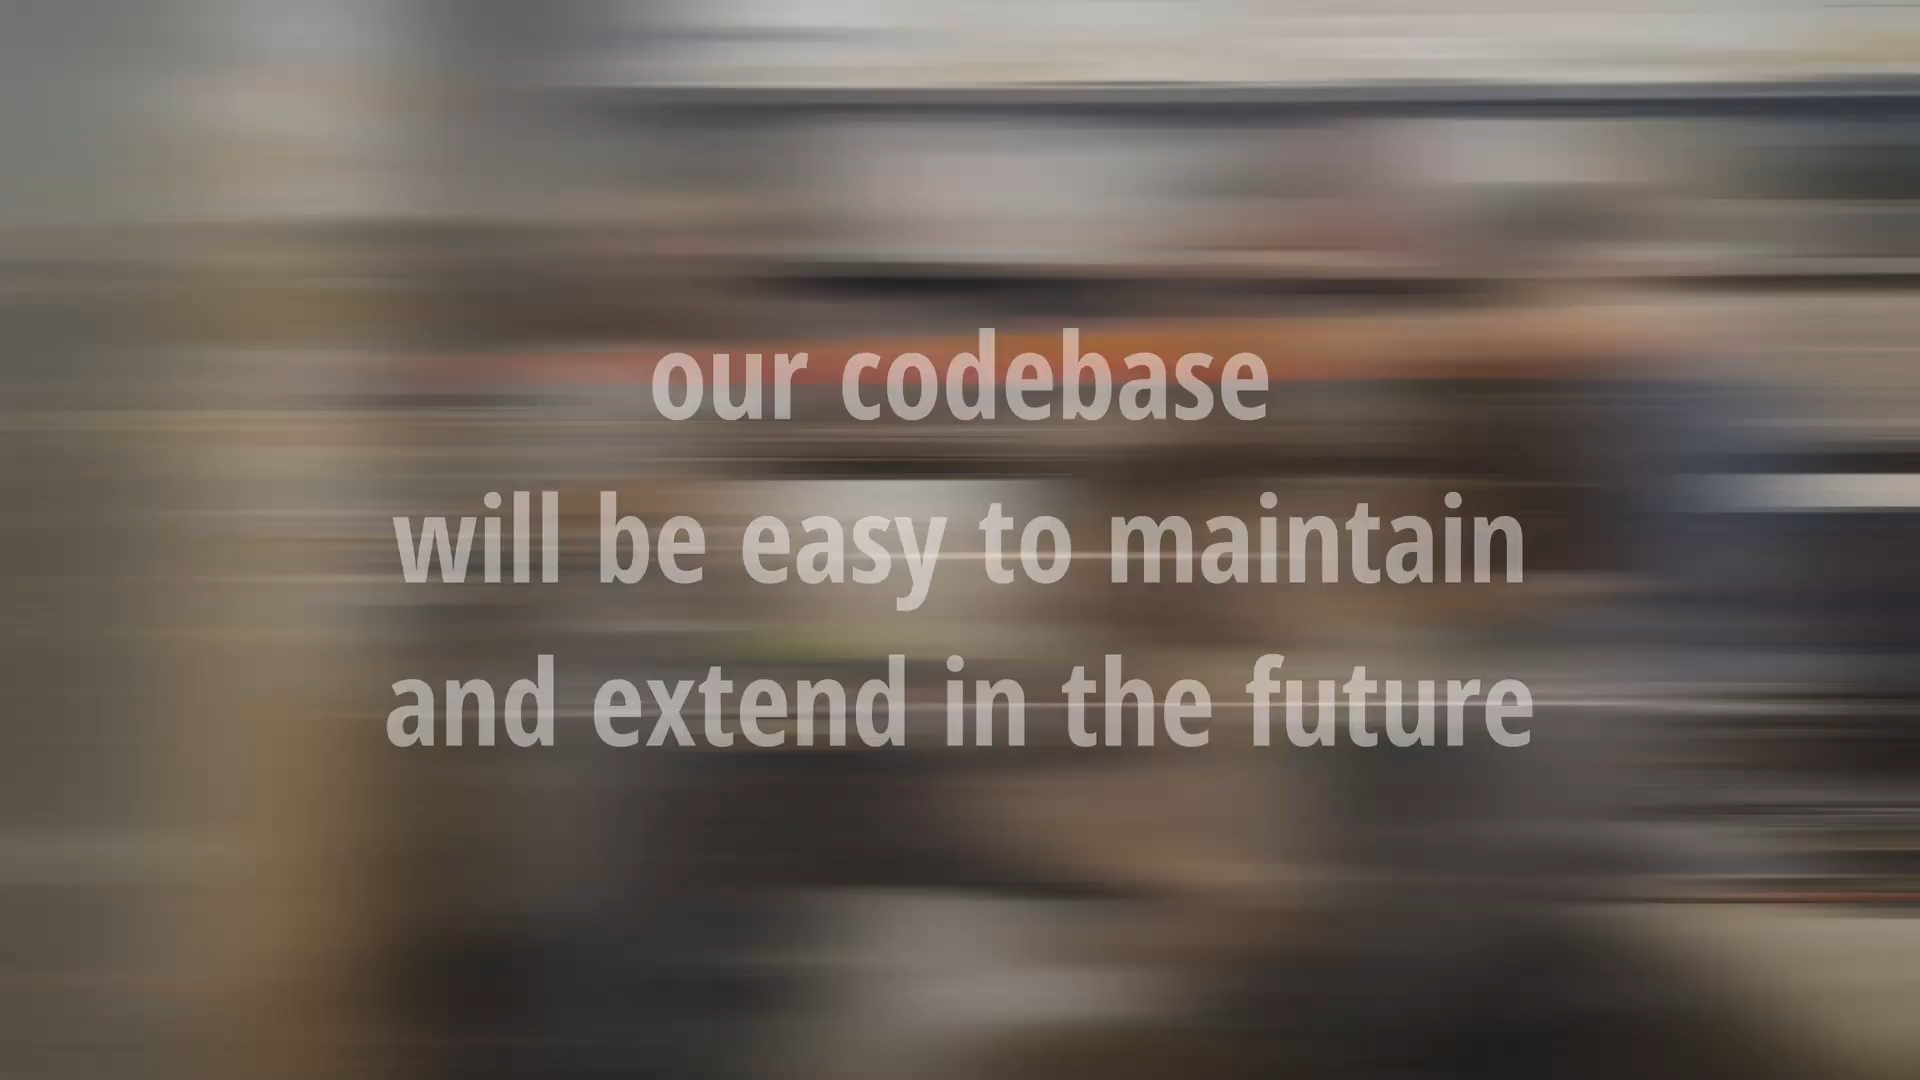 our codebase
will be easy to maintain
and extend in the future